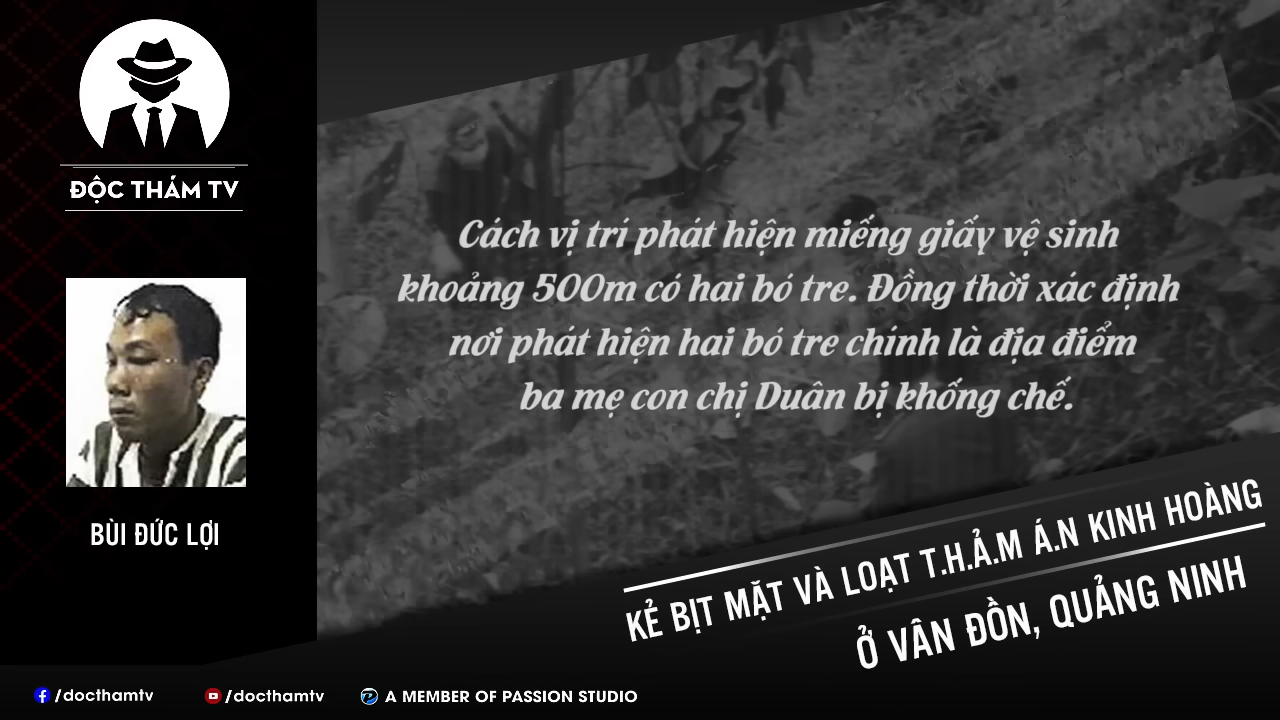 ĐỘC THÁM TV
BÙI ĐỨC LỢI
Cách vị trí phát hiện miếng giấy vệ sinh
khoảng 500m có hai bó tre. Đồng thời xác định
nơi phát hiện hai bó tre chính là địa điểm
ba mẹ con chị Duân bị khống chế.
KẺ BỊT MẶT VÀ LOẠT T.H.Ả.M Á.N KINH HOÀNG
Ở VÂN ĐỒN, QUẢNG NINH
/docthamtv
/docthamtv
A MEMBER OF PASSION STUDIO